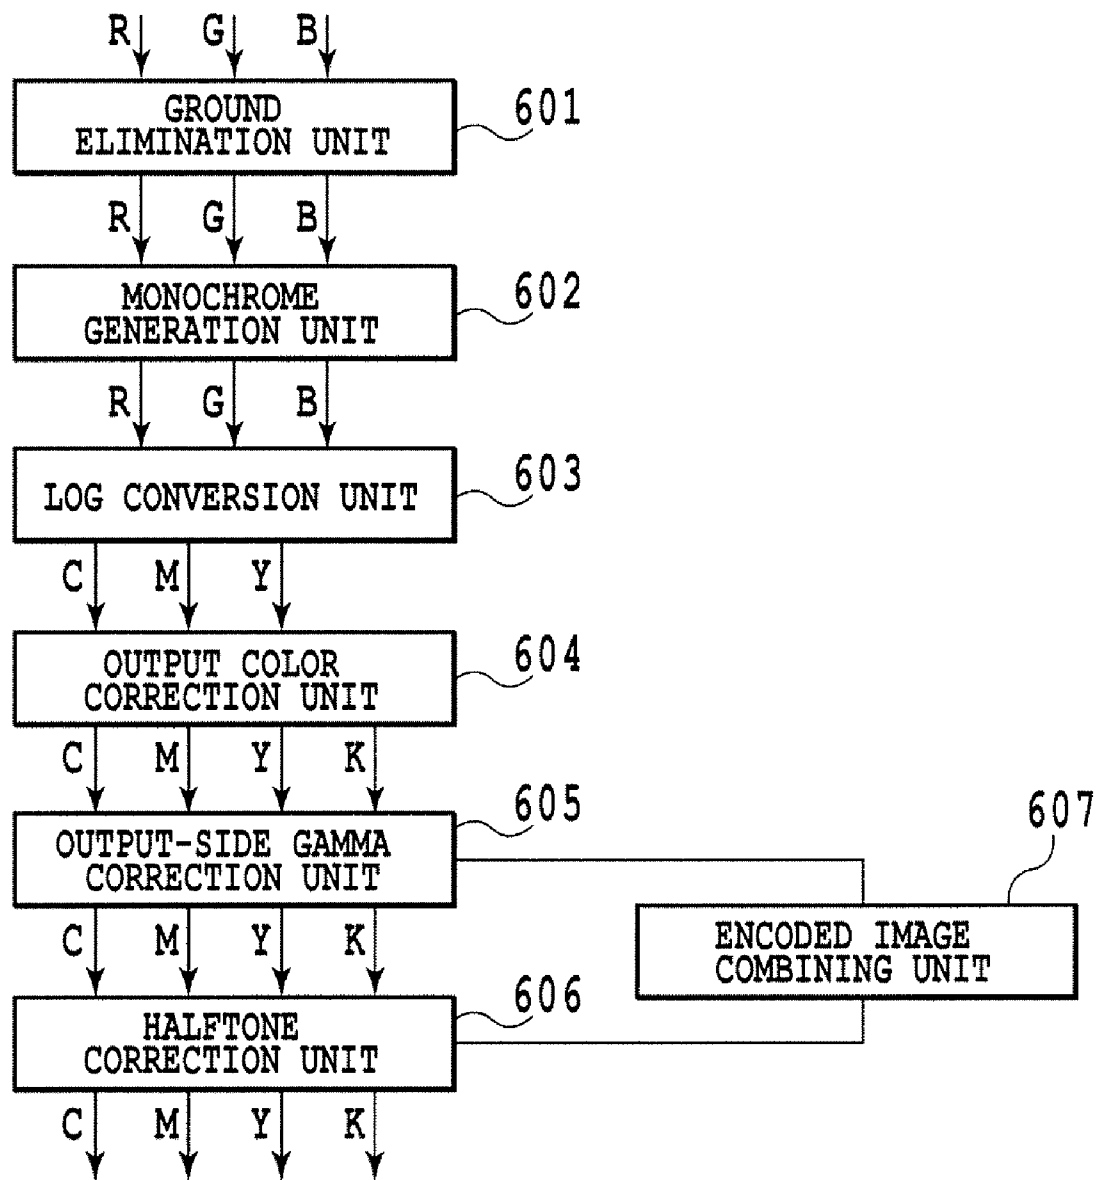 R G B
GROUND
ELIMINATION UNIT
601
R G B
MONOCHROME
GENERATION UNIT
602
R G B
LOG CONVERSION UNIT
603
C M Y
OUTPUT COLOR
CORRECTION UNIT
604
C M Y K
OUTPUT-SIDE GAMMA
CORRECTION UNIT
605
607
ENCODED IMAGE
COMBINING UNIT
C M Y K
HALFTONE
CORRECTION UNIT
606
C M Y K